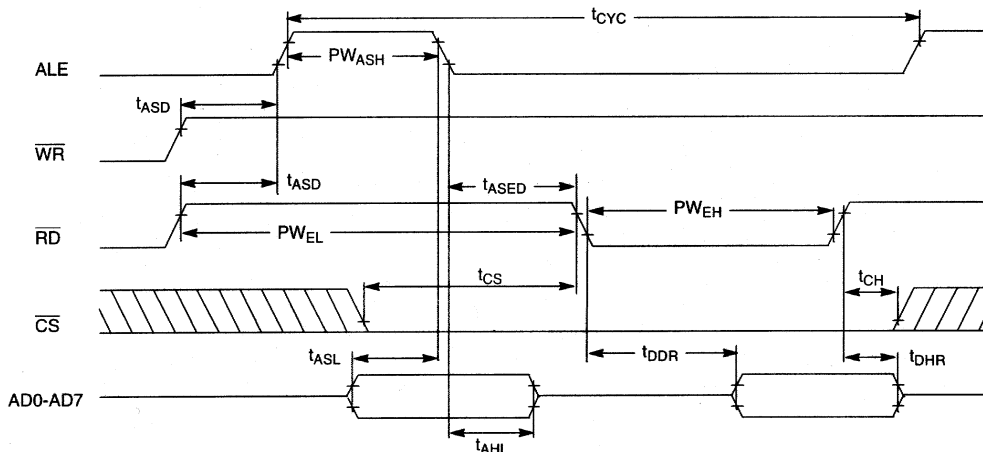 tCYC
ALE
PWASH
tASD
WR
tASD
tASED
RD
PWEL
PWEH
tCS
tCH
CS
tASL
tDDR
tDHR
AD0-AD7
tAHL